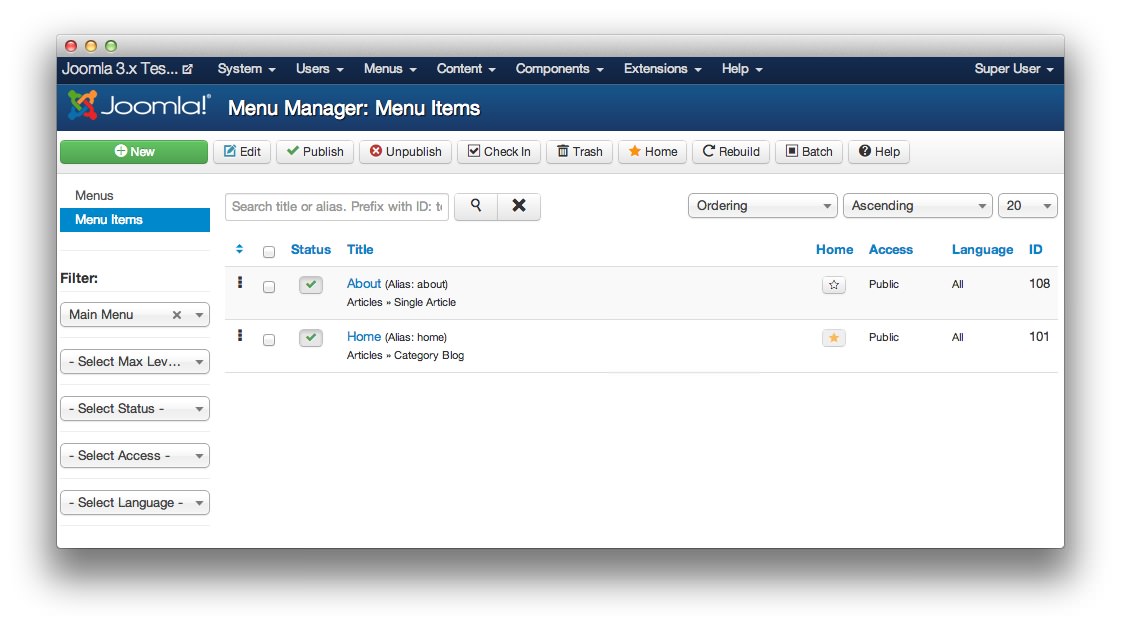 Joomla 3.x Tes... System Users Menus Content Components Extensions Help Super User
Joomla!® Menu Manager: Menu Items
New Edit Publish Unpublish Check In Trash Home Rebuild Batch Help
Menus
Menu Items
Search title or alias. Prefix with ID: t Ordering Ascending 20
Status Title Home Access Language ID
Filter:
About (Alias: about) Public All 108
Articles » Single Article
Main Menu
Home (Alias: home) Public All 101
Articles » Category Blog
- Select Max Lev...
- Select Status -
- Select Access -
- Select Language -